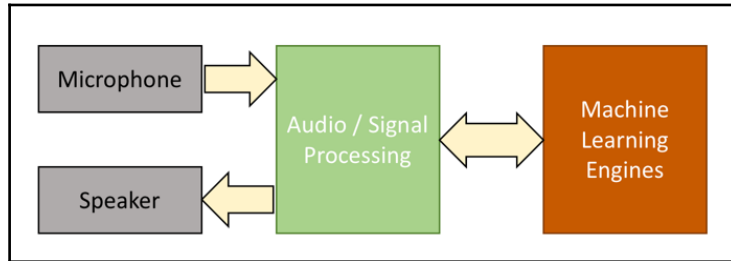 Microphone
Speaker
Audio / Signal
Processing
Machine
Learning
Engines